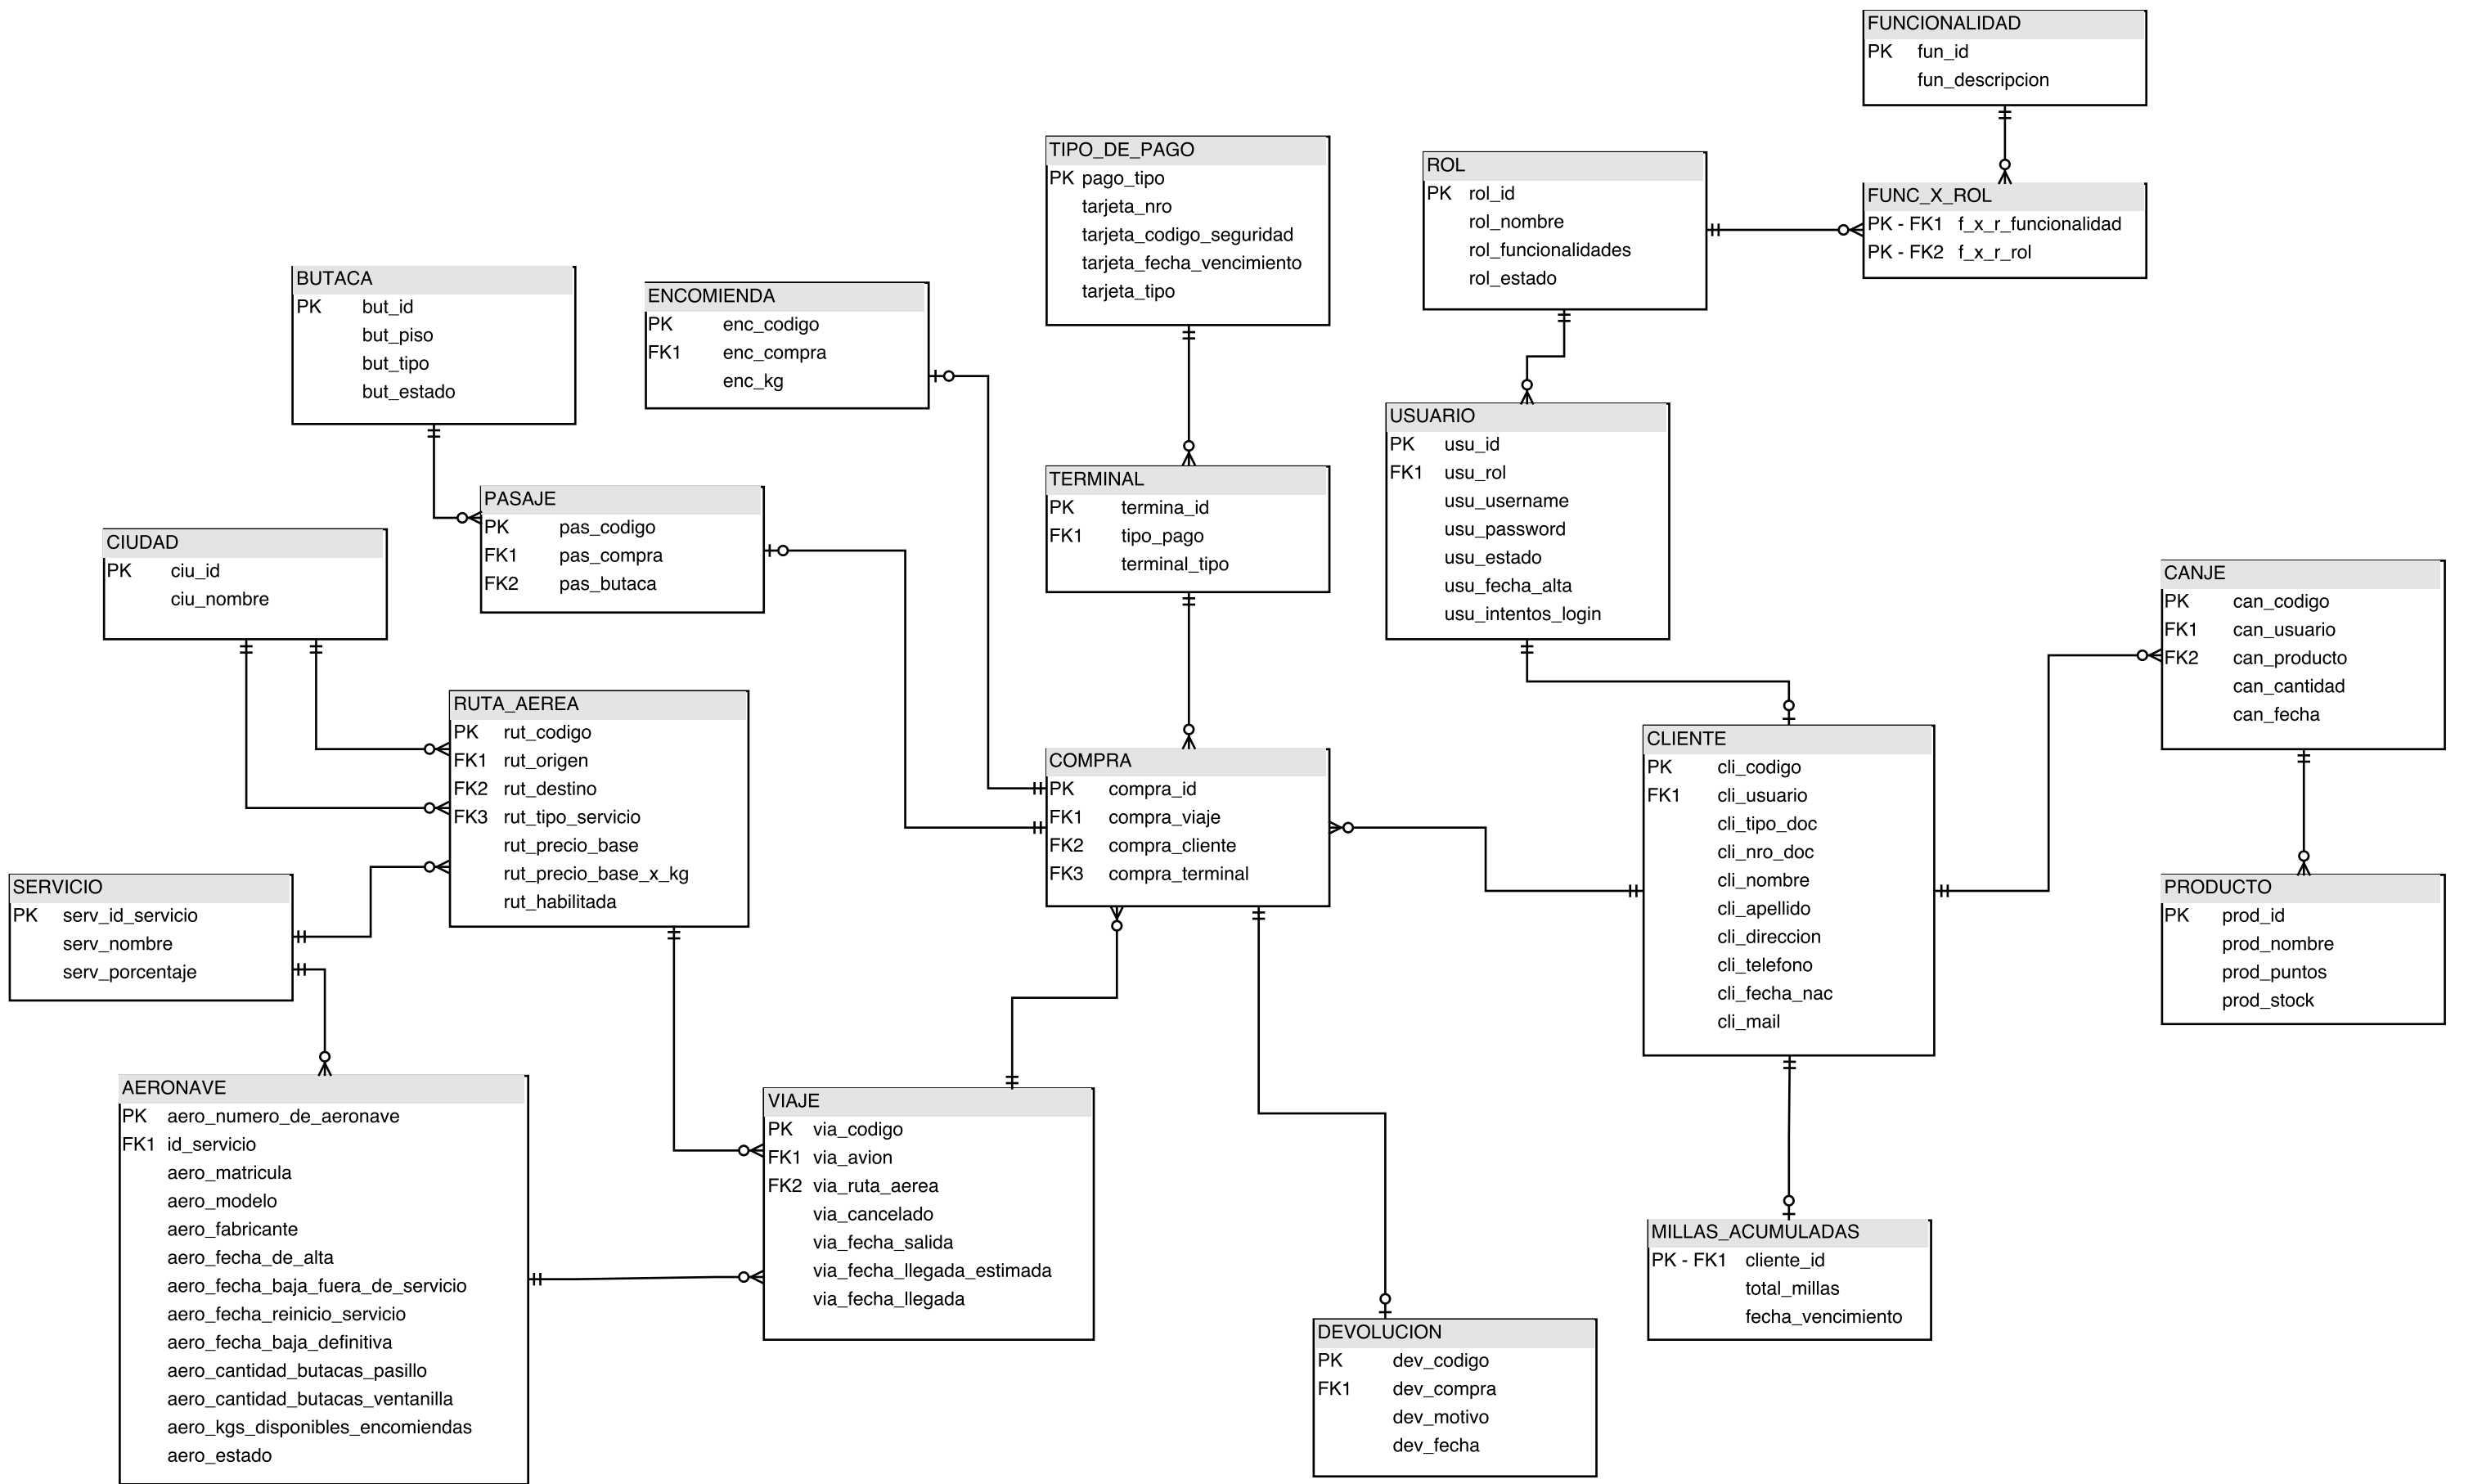 FUNCIONALIDAD
PK fun_id
fun_descripcion
TIPO_DE_PAGO
PK pago_tipo
tarjeta_nro
tarjeta_codigo_seguridad
tarjeta_fecha_vencimiento
tarjeta_tipo
ROL
PK rol_id
rol_nombre
rol_funcionalidades
rol_estado
FUNC_X_ROL
PK - FK1 f_x_r_funcionalidad
PK - FK2 f_x_r_rol
BUTACA
PK but_id
but_piso
but_tipo
but_estado
ENCOMIENDA
PK enc_codigo
FK1 enc_compra
enc_kg
USUARIO
PK usu_id
FK1 usu_rol
usu_username
usu_password
usu_estado
usu_fecha_alta
usu_intentos_login
TERMINAL
PK termina_id
FK1 tipo_pago
terminal_tipo
PASAJE
PK pas_codigo
FK1 pas_compra
FK2 pas_butaca
CIUDAD
PK ciu_id
ciu_nombre
CANJE
PK can_codigo
FK1 can_usuario
FK2 can_producto
can_cantidad
can_fecha
RUTA_AEREA
PK rut_codigo
FK1 rut_origen
FK2 rut_destino
FK3 rut_tipo_servicio
rut_precio_base
rut_precio_base_x_kg
rut_habilitada
COMPRA
PK compra_id
FK1 compra_viaje
FK2 compra_cliente
FK3 compra_terminal
CLIENTE
PK cli_codigo
FK1 cli_usuario
cli_tipo_doc
cli_nro_doc
cli_nombre
cli_apellido
cli_direccion
cli_telefono
cli_fecha_nac
cli_mail
SERVICIO
PK serv_id_servicio
serv_nombre
serv_porcentaje
PRODUCTO
PK prod_id
prod_nombre
prod_puntos
prod_stock
AERONAVE
PK aero_numero_de_aeronave
FK1 id_servicio
aero_matricula
aero_modelo
aero_fabricante
aero_fecha_de_alta
aero_fecha_baja_fuera_de_servicio
aero_fecha_reinicio_servicio
aero_fecha_baja_definitiva
aero_cantidad_butacas_pasillo
aero_cantidad_butacas_ventanilla
aero_kgs_disponibles_encomiendas
aero_estado
VIAJE
PK via_codigo
FK1 via_avion
FK2 via_ruta_aerea
via_cancelado
via_fecha_salida
via_fecha_llegada_estimada
via_fecha_llegada
MILLAS_ACUMULADAS
PK - FK1 cliente_id
total_millas
fecha_vencimiento
DEVOLUCION
PK dev_codigo
FK1 dev_compra
dev_motivo
dev_fecha